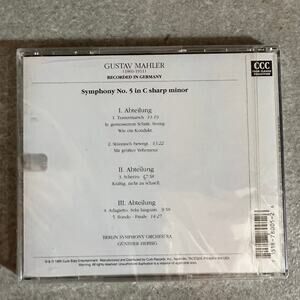 GUSTAV MAHLER
(1860-1911)
RECORDED IN GERMANY
CCC
Symphony No. 5 in C sharp minor
I. Abteilung
1. Trauermarsch 13:19
In gemessenem Schritt. Streng.
Wie ein Kondukt.
2. Stürmisch bewegt 15:22
Mit größter Vehemenz
II. Abteilung
3. Scherzo 17:58
Kräftig, nicht zu schnell
III. Abteilung
4. Adagietto. Sehr langsam 9:58
5. Rondo - Finale 14:27
BERLIN SYMPHONY ORCHESTRA
GÜNTHER HERBIG